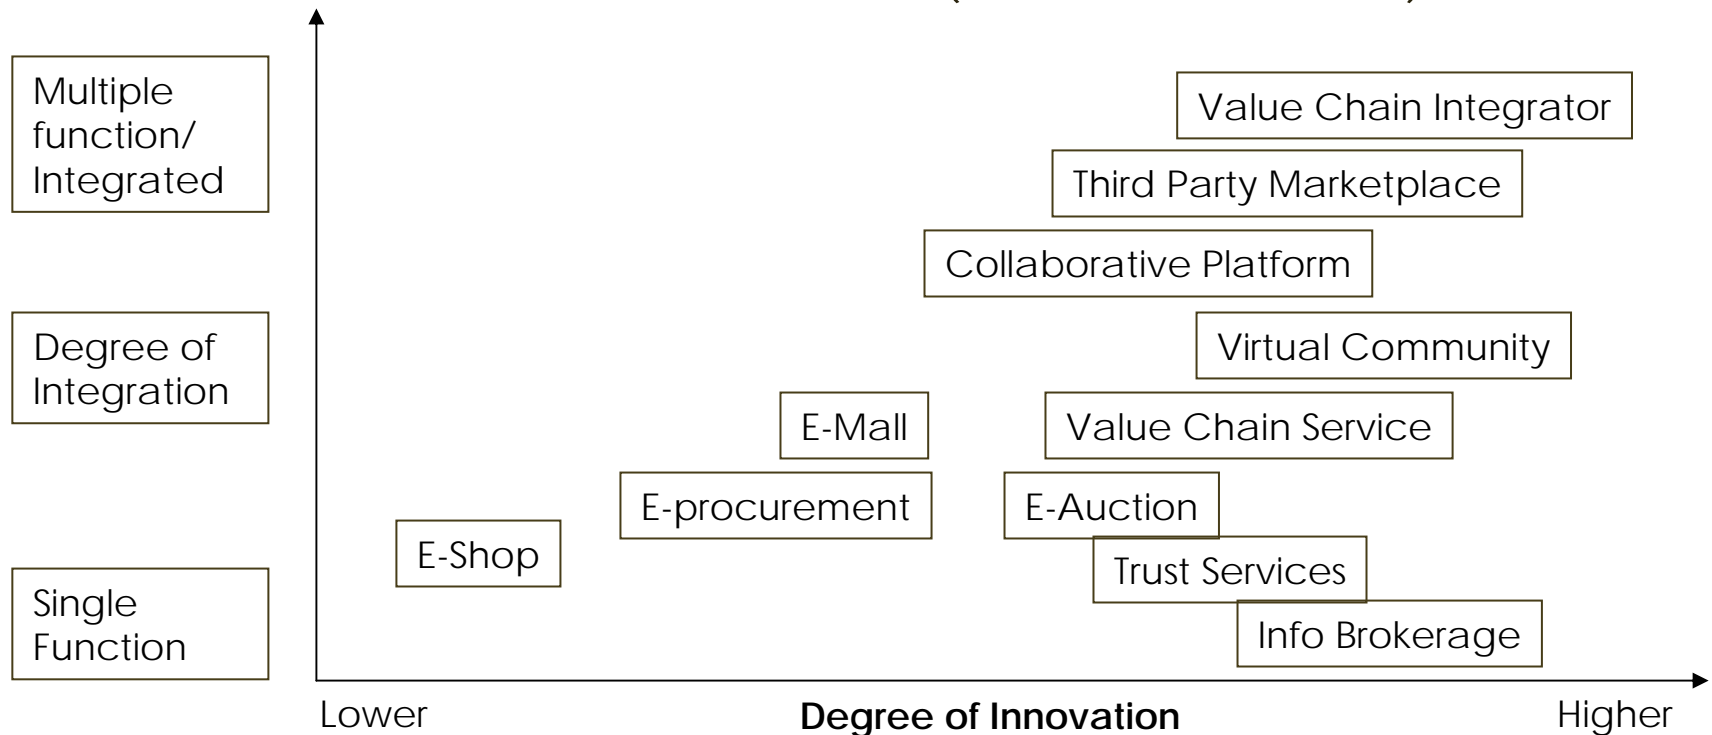 Multiple
function/
Integrated
Value Chain Integrator
Third Party Marketplace
Collaborative Platform
Degree of
Integration
Virtual Community
E-Mall
Value Chain Service
E-procurement
E-Auction
E-Shop
Trust Services
Single
Function
Info Brokerage
Lower
Degree of Innovation
Higher